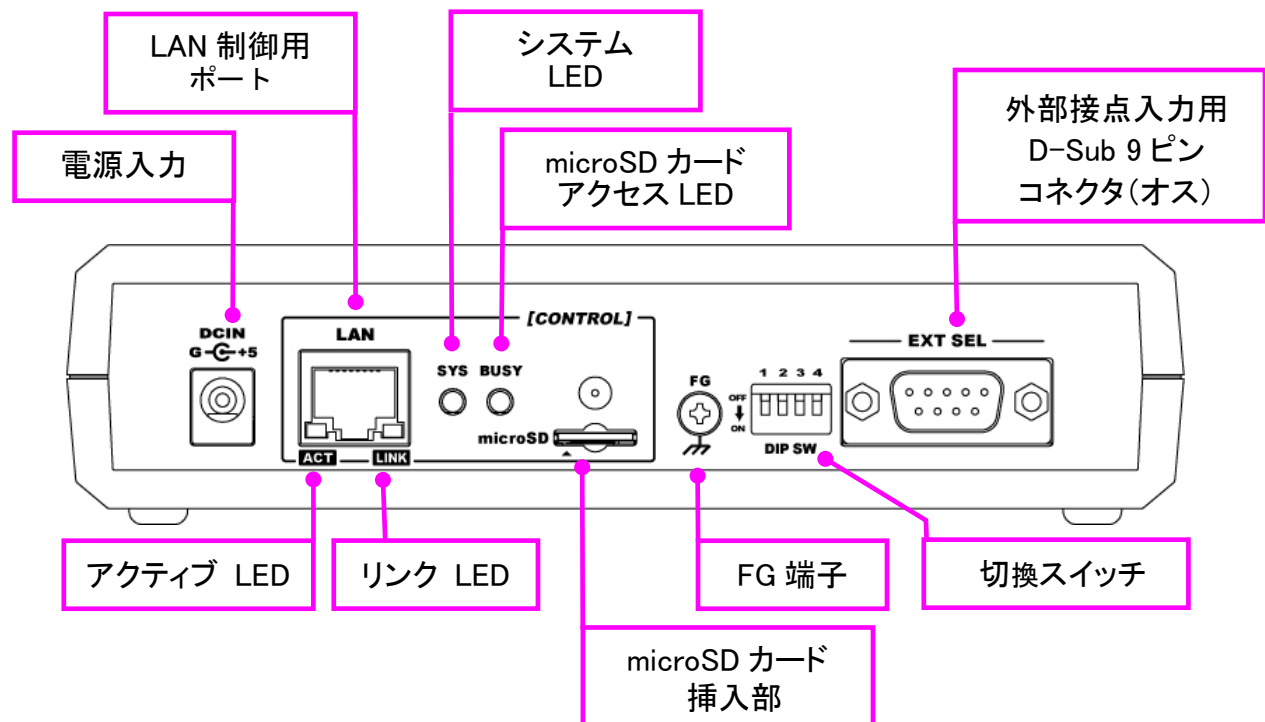 LAN 制御用
ポート
システム
LED
外部接点入力用
D-Sub 9 ピン
コネクタ(オス)
電源入力
microSD カード
アクセス LED
[CONTROL]
DCIN
G +5
LAN
EXT SEL
SYS BUSY
FG
1 2 3 4
OFF
ON
microSD
DIP SW
ACT
LINK
アクティブ LED
リンク LED
FG 端子
切換スイッチ
microSD カード
挿入部